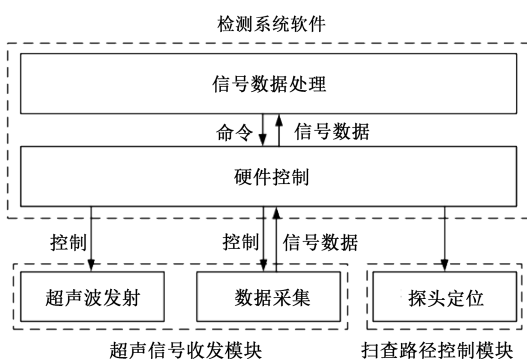 检测系统软件
信号数据处理
命令 信号数据
硬件控制
控制 控制 信号数据
超声波发射 数据采集 探头定位
超声信号收发模块 扫查路径控制模块